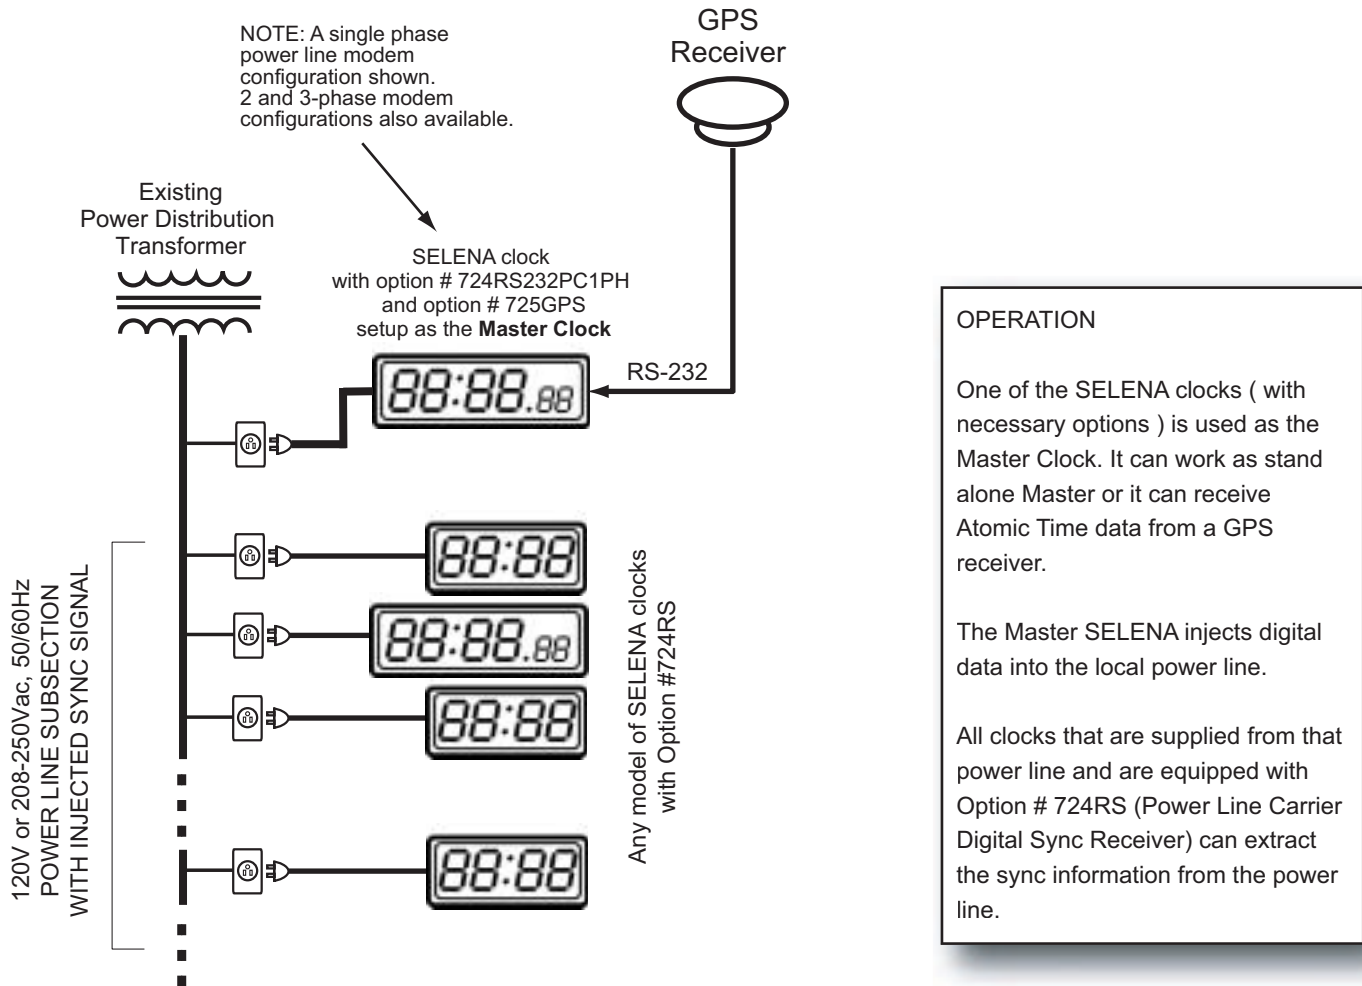 NOTE: A single phase
power line modem
configuration shown.
2 and 3-phase modem
configurations also available.
GPS
Receiver
Existing
Power Distribution
Transformer
SELENA clock
with option # 724RS232PC1PH
and option # 725GPS
setup as the Master Clock
88:88.88
RS-232
88:88
88:88.88
88:88
88:88
120V or 208-250Vac, 50/60Hz
POWER LINE SUBSECTION
WITH INJECTED SYNC SIGNAL
Any model of SELENA clocks
with Option #724RS
OPERATION
One of the SELENA clocks ( with
necessary options ) is used as the
Master Clock. It can work as stand
alone Master or it can receive
Atomic Time data from a GPS
receiver.
The Master SELENA injects digital
data into the local power line.
All clocks that are supplied from that
power line and are equipped with
Option # 724RS (Power Line Carrier
Digital Sync Receiver) can extract
the sync information from the power
line.